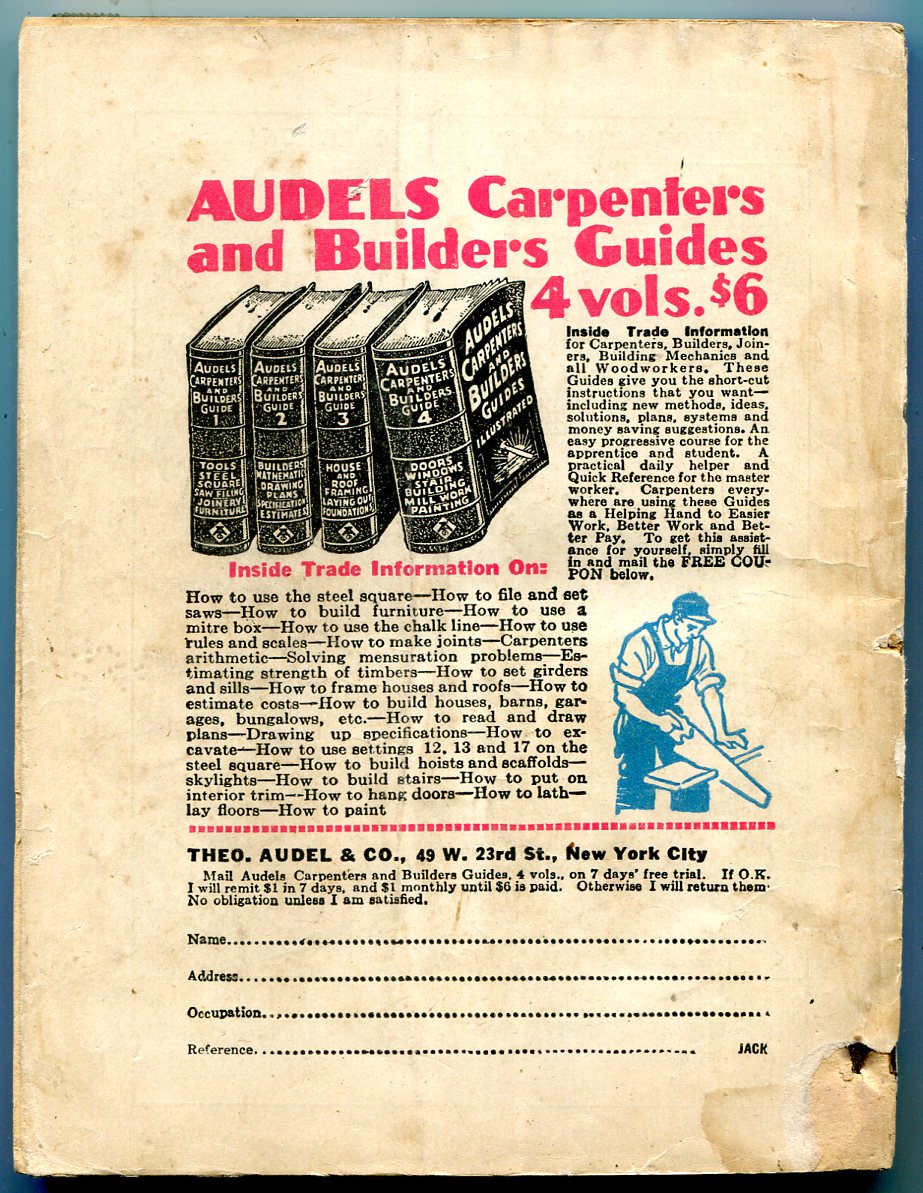 AUDELS Carpenters
and Builders Guides
4 vols. $6
AUDELS
CARPENTERS
AND
BUILDERS
GUIDE
1
TOOLS
STEEL
SQUARE
SAW FILING
JOINERY
FURNITURE
AUDELS
CARPENTERS
AND
BUILDERS
GUIDE
2
BUILDERS
MATHEMATICS
DRAWING
PLANS
SPECIFICATION
ESTIMATES
AUDELS
CARPENTERS
AND
BUILDERS
GUIDE
3
HOUSE
AND
ROOF
FRAMING
LAYING OUT
FOUNDATIONS
AUDELS
CARPENTERS
AND
BUILDERS
GUIDE
4
DOORS
WINDOWS
STAIR
BUILDING
MILL WORK
PAINTING
AUDELS
CARPENTERS
AND
BUILDERS
GUIDES
ILLUSTRATED
Inside Trade Information
for Carpenters, Builders, Join-
ers, Building Mechanics and
all Woodworkers. These
Guides give you the short-cut
instructions that you want—
including new methods, ideas,
solutions, plans, systems and
money saving suggestions. An
easy progressive course for the
apprentice and student. A
practical daily helper and
Quick Reference for the master
worker. Carpenters every-
where are using these Guides
as a Helping Hand to Easier
Work, Better Work and Bet-
ter Pay. To get this assist-
ance for yourself, simply fill
in and mail the FREE COU-
PON below.
Inside Trade Information On:
How to use the steel square—How to file and set
saws—How to build furniture—How to use a
mitre box—How to use the chalk line—How to use
rules and scales—How to make joints—Carpenters
arithmetic—Solving mensuration problems—Es-
timating strength of timbers—How to set girders
and sills—How to frame houses and roofs—How to
estimate costs—How to build houses, barns, gar-
ages, bungalows, etc.—How to read and draw
plans—Drawing up specifications—How to ex-
cavate—How to use settings 12, 13 and 17 on the
steel square—How to build hoists and scaffolds—
skylights—How to build stairs—How to put on
interior trim—How to hang doors—How to lath—
lay floors—How to paint
THEO. AUDEL & CO., 49 W. 23rd St., New York City
Mail Audels Carpenters and Builders Guides, 4 vols., on 7 days' free trial. If O.K.
I will remit $1 in 7 days, and $1 monthly until $6 is paid. Otherwise I will return them.
No obligation unless I am satisfied.
Name
Address
Occupation
Reference JACK